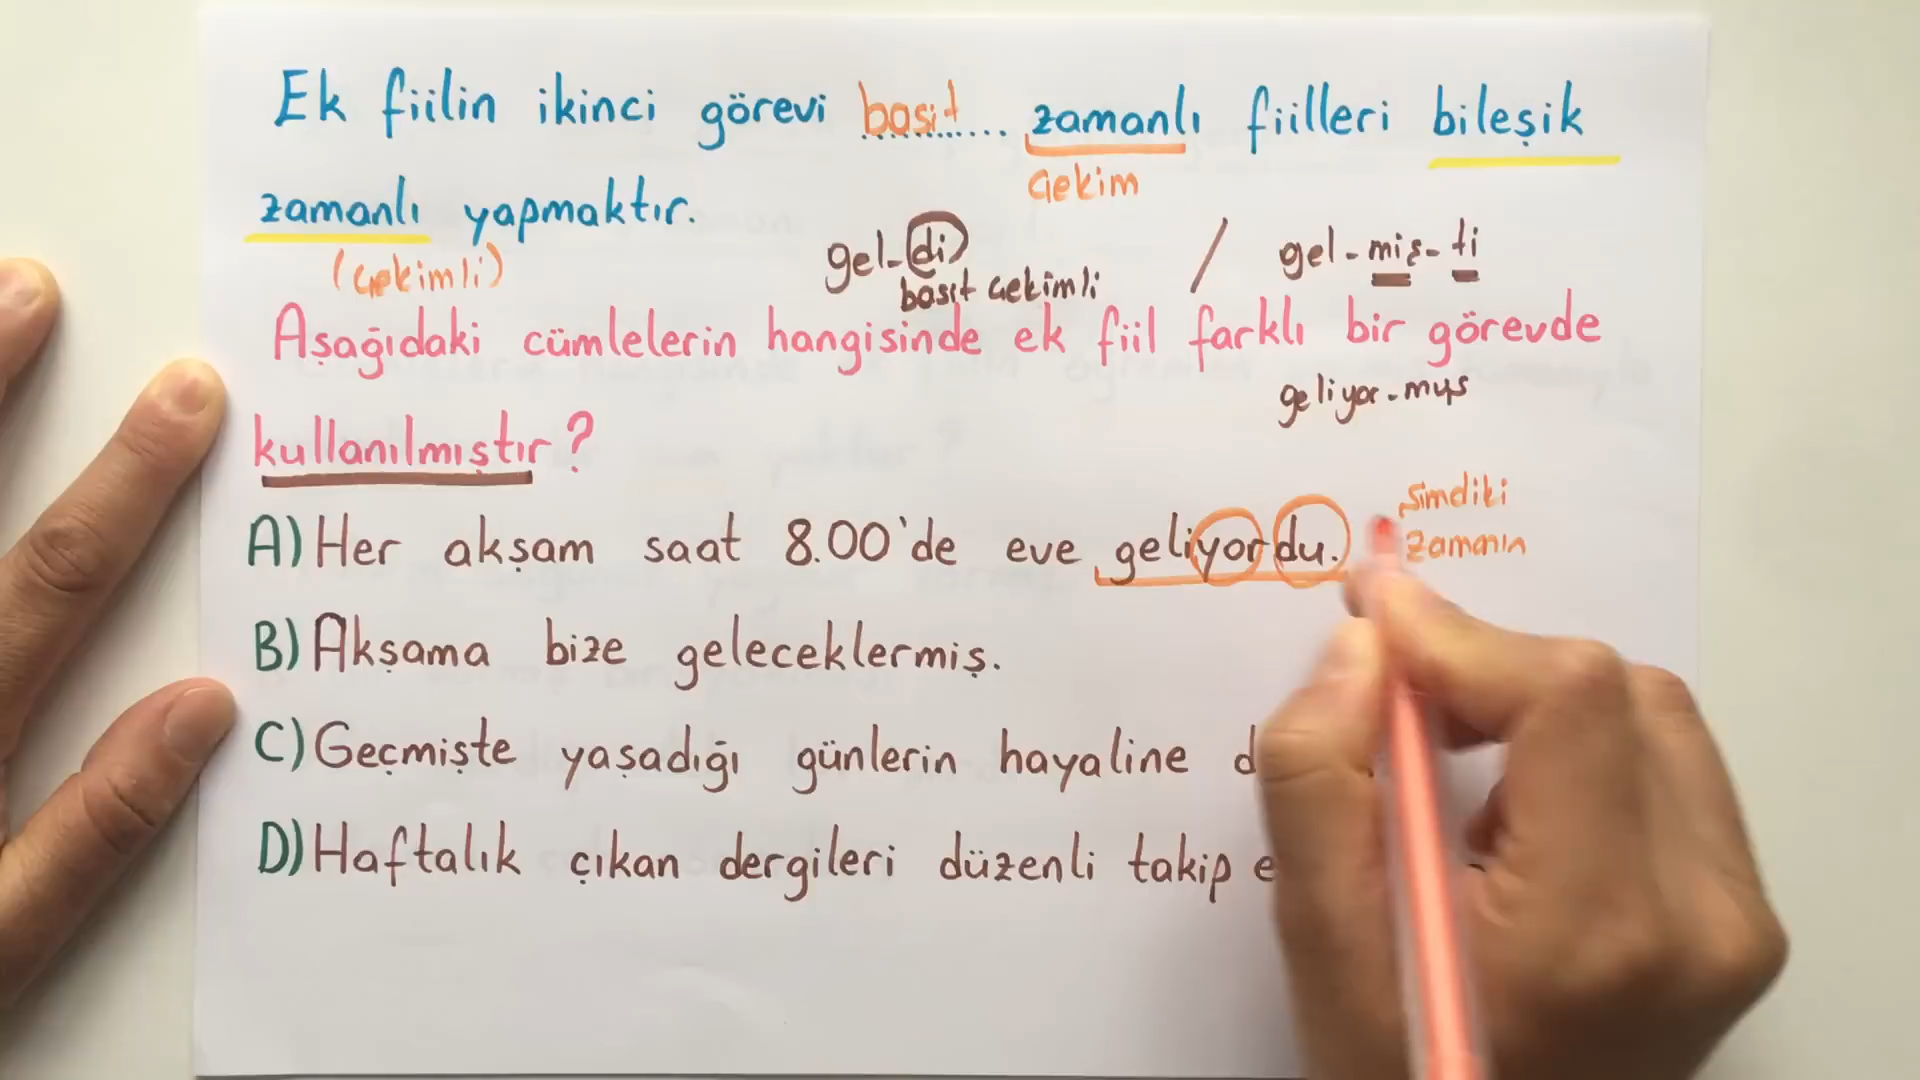 Ek fiilin ikinci görevi basit zamanlı fiilleri bileşik
çekim
zamanlı yapmaktır.
(çekimli)
gel-di / gel-miş-ti
basit çekimli
Aşağıdaki cümlelerin hangisinde ek fiil farklı bir görevde
geliyor-muş
kullanılmıştır?
Şimdiki
zamanın
A) Her akşam saat 8.00'de eve geliyordu.
B) Akşama bize geleceklermiş.
C) Geçmişte yaşadığı günlerin hayaline
D) Haftalık çıkan dergileri düzenli takip